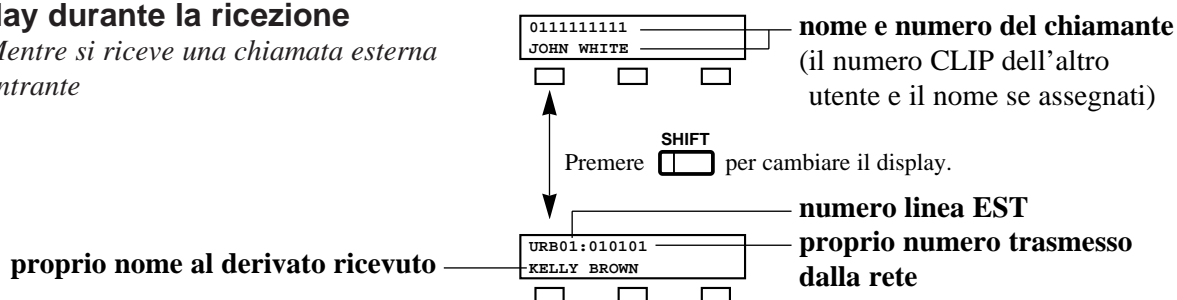 lay durante la ricezione
Mentre si riceve una chiamata esterna
ntrante
0111111111
JOHN WHITE
nome e numero del chiamante
(il numero CLIP dell'altro
utente e il nome se assegnati)
SHIFT
Premere per cambiare il display.
numero linea EST
URB01:010101
proprio numero trasmesso
dalla rete
proprio nome al derivato ricevuto
KELLY BROWN